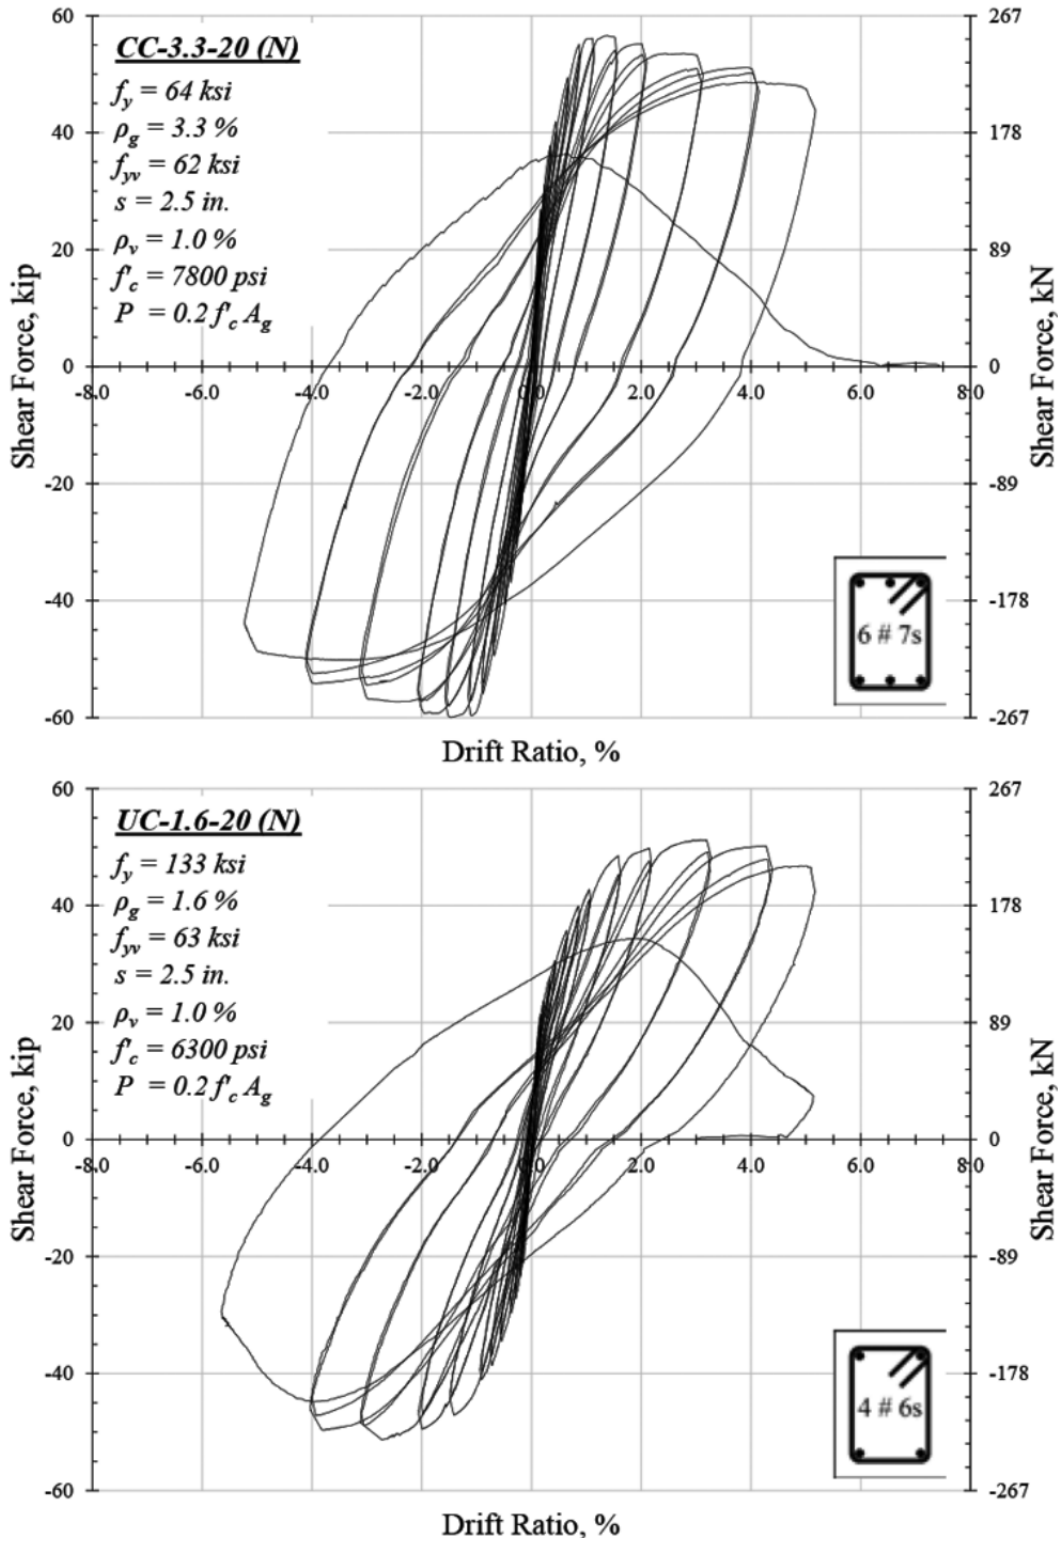 60
267
CC-3.3-20 (N)
f_y = 64 ksi
ρ_g = 3.3 %
40
178
f_yv = 62 ksi
s = 2.5 in.
ρ_v = 1.0 %
20
89
f'_c = 7800 psi
P = 0.2 f'_c A_g
Shear Force, kip
Shear Force, kN
0
0
-8.0 -6.0 -4.0 -2.0 0.0 2.0 4.0 6.0 8.0
-20
-89
-40
-178
6 # 7s
-60
-267
Drift Ratio, %
60
267
UC-1.6-20 (N)
f_y = 133 ksi
ρ_g = 1.6 %
40
178
f_yv = 63 ksi
s = 2.5 in.
ρ_v = 1.0 %
20
89
f'_c = 6300 psi
P = 0.2 f'_c A_g
Shear Force, kip
Shear Force, kN
0
0
-8.0 -6.0 -4.0 -2.0 0.0 2.0 4.0 6.0 8.0
-20
-89
-40
-178
4 # 6s
-60
-267
Drift Ratio, %